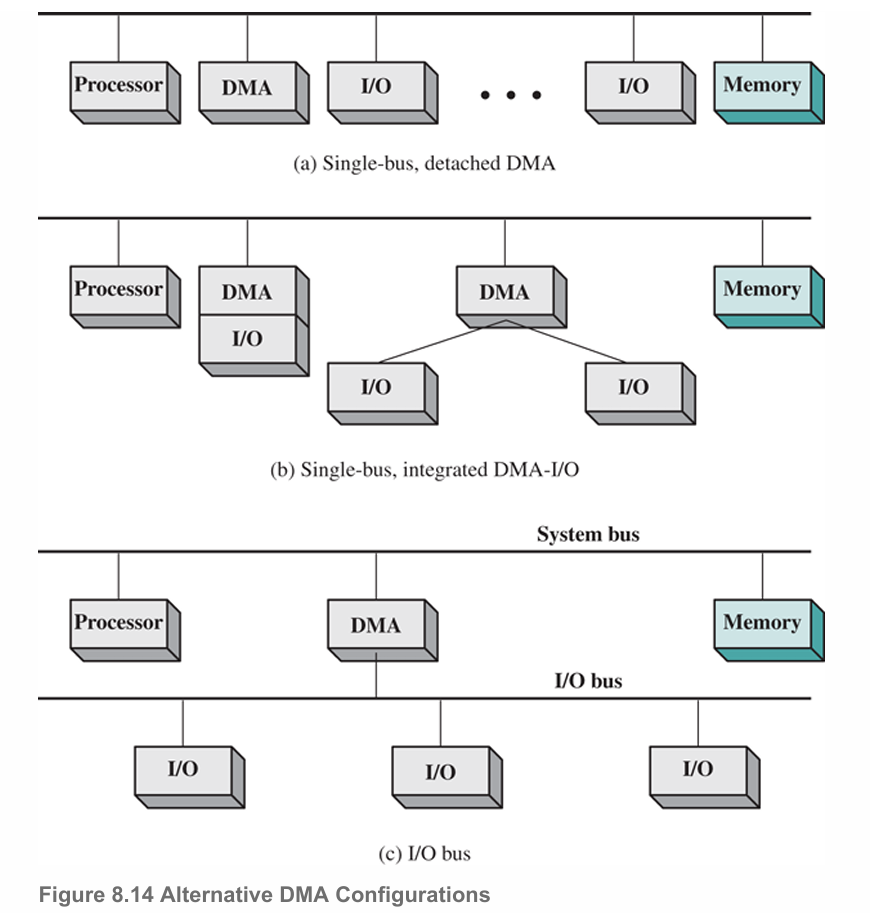 Processor DMA I/O I/O Memory
(a) Single-bus, detached DMA
Processor DMA DMA Memory
I/O
I/O I/O
(b) Single-bus, integrated DMA-I/O
System bus
Processor DMA Memory
I/O bus
I/O I/O I/O
(c) I/O bus
Figure 8.14 Alternative DMA Configurations